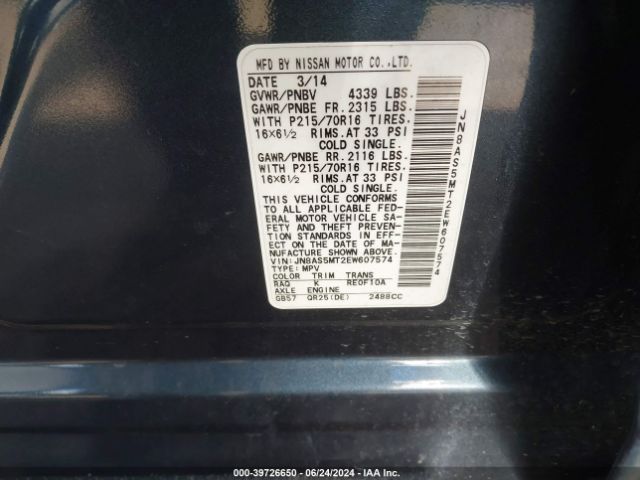 MFD BY NISSAN MOTOR CO.,LTD.
DATE 3/14
GVWR/PNBV 4339 LBS.
GAWR/PNBE FR. 2315 LBS.
WITH P215/70R16 TIRES.
16×6½ RIMS. AT 33 PSI
COLD SINGLE.
GAWR/PNBE RR. 2116 LBS.
WITH P215/70R16 TIRES.
16×6½ RIMS. AT 33 PSI
COLD SINGLE.
THIS VEHICLE CONFORMS
TO ALL APPLICABLE FED-
ERAL MOTOR VEHICLE SA-
FETY AND THEFT PREVEN-
TION STANDARDS IN EFF-
ECT ON THE DATE OF MA-
NUFACTURE SHOWN ABOVE.
VIN: JN8AS5MT2EW607574
TYPE: MPV
COLOR TRIM TRANS
RAQ K RE0F10A
AXLE ENGINE
GB57 QR25(DE) 2488CC
JN8AS5MT2EW607574
000-39726650 - 06/24/2024 - IAA Inc.